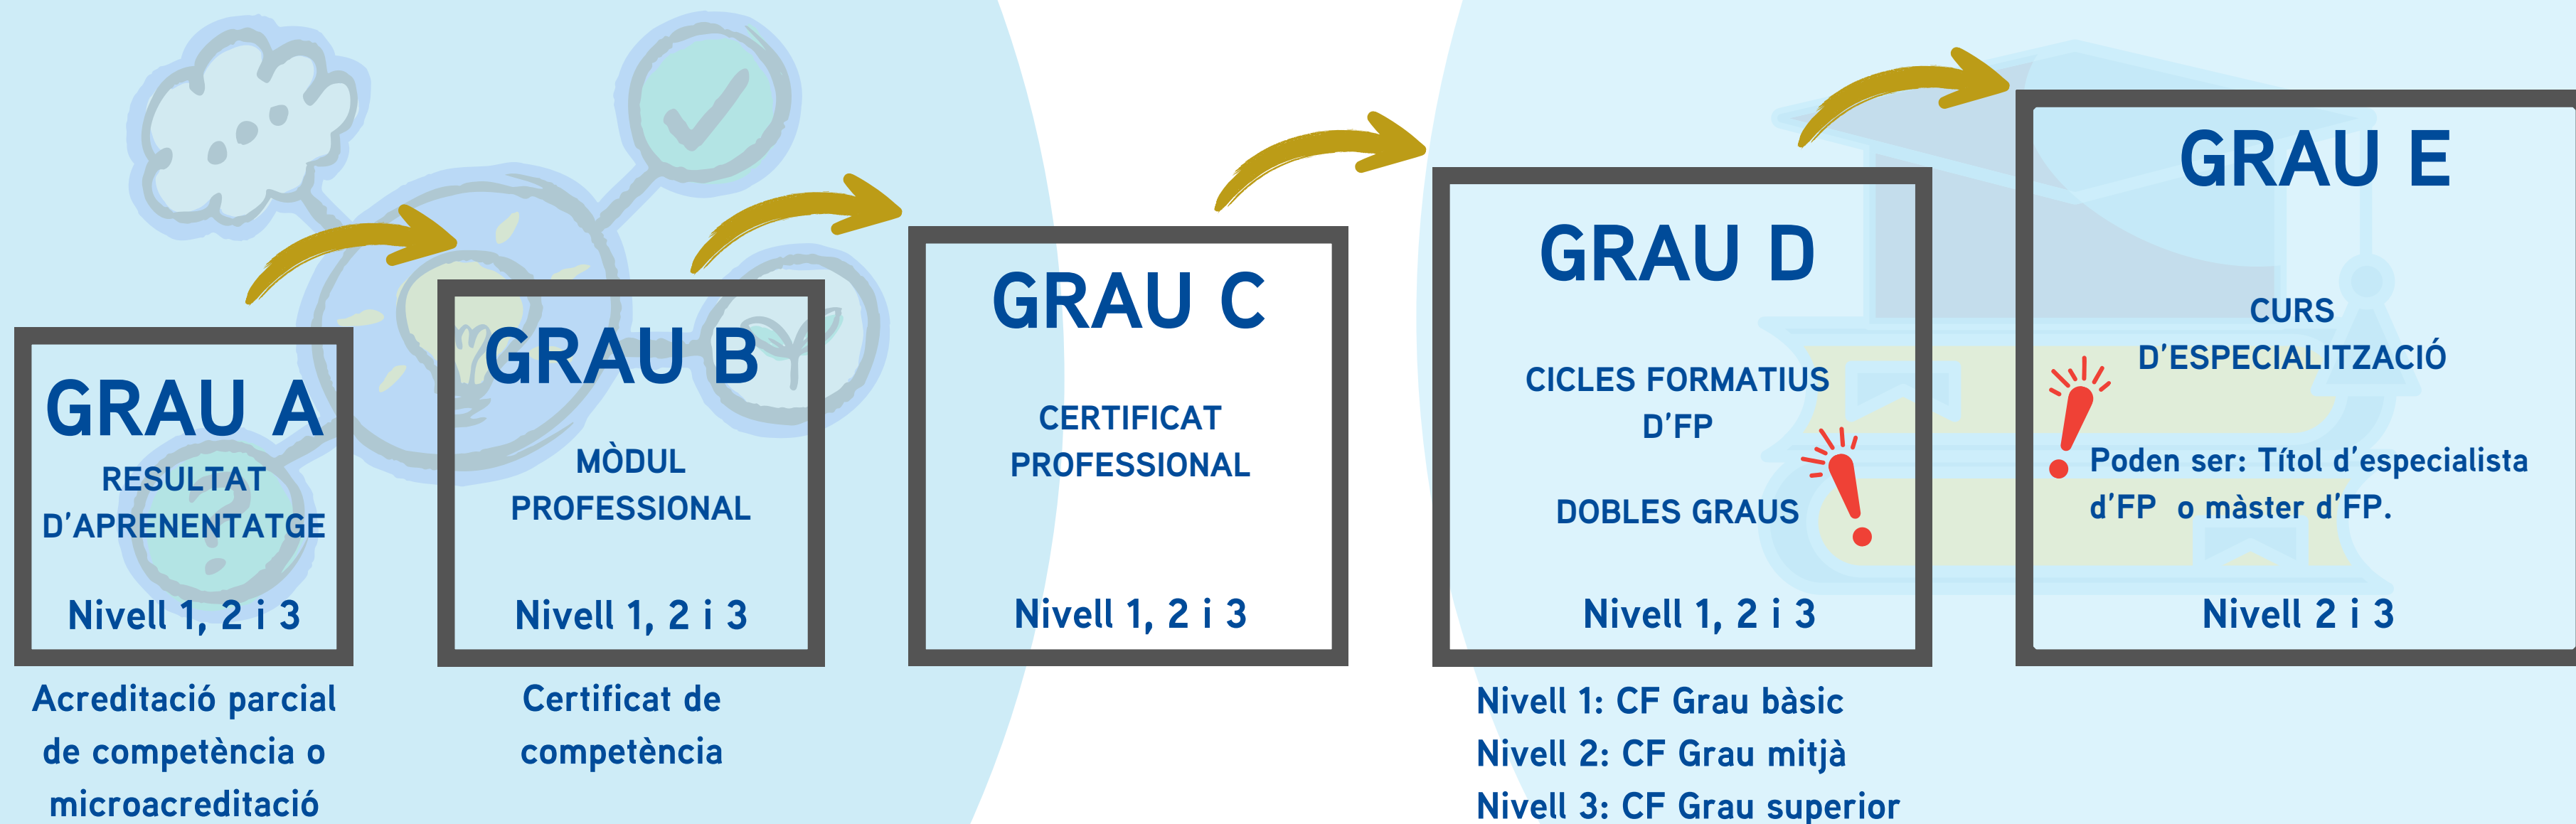 GRAU A
RESULTAT
D'APRENENTATGE
Nivell 1, 2 i 3
Acreditació parcial
de competència o
microacreditació
GRAU B
MÒDUL
PROFESSIONAL
Nivell 1, 2 i 3
Certificat de
competència
GRAU C
CERTIFICAT
PROFESSIONAL
Nivell 1, 2 i 3
GRAU D
CICLES FORMATIUS
D'FP
DOBLES GRAUS
Nivell 1, 2 i 3
Nivell 1: CF Grau bàsic
Nivell 2: CF Grau mitjà
Nivell 3: CF Grau superior
GRAU E
CURS
D'ESPECIALITZACIÓ
Poden ser: Títol d'especialista
d'FP o màster d'FP.
Nivell 2 i 3